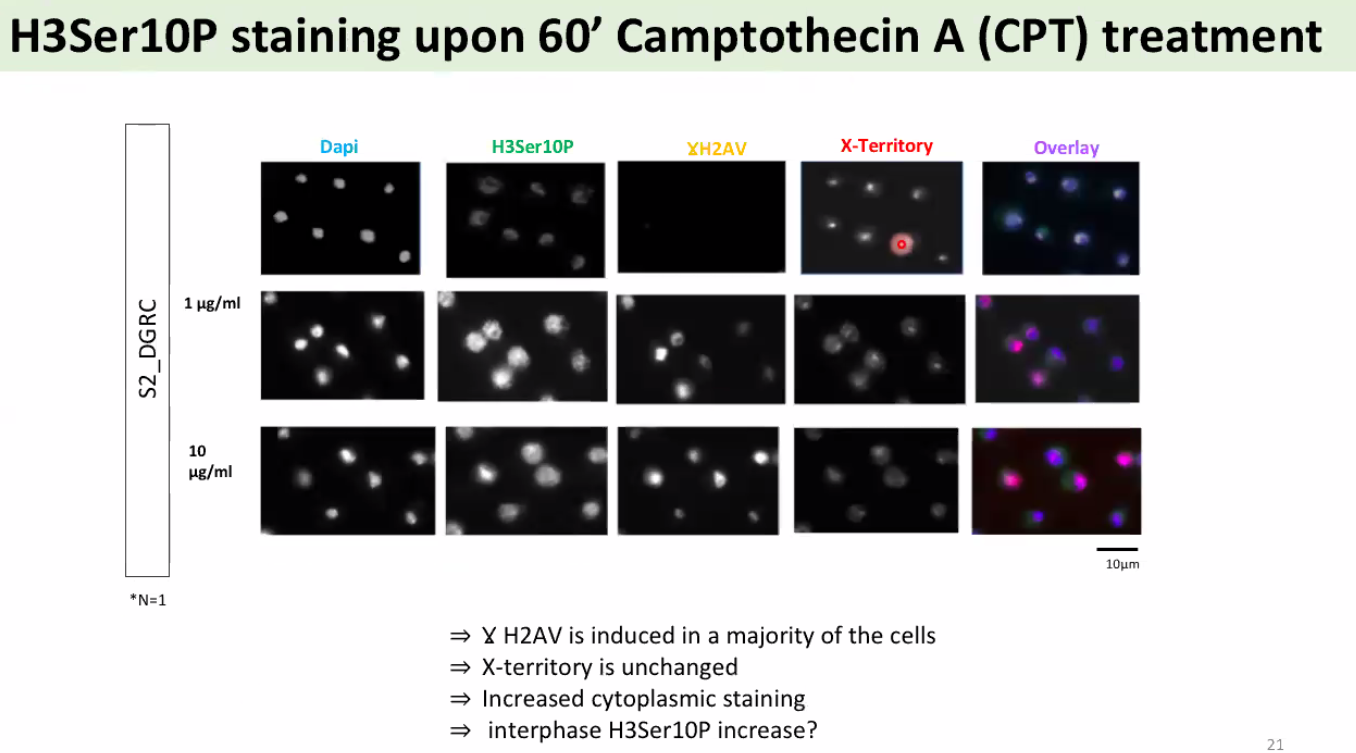 H3Ser10P staining upon 60’ Camptothecin A (CPT) treatment
Dapi
H3Ser10P
ɣH2AV
X-Territory
Overlay
S2_DGRC
1 µg/ml
10
µg/ml
10µm
*N=1
⇒ ɣ H2AV is induced in a majority of the cells
⇒ X-territory is unchanged
⇒ Increased cytoplasmic staining
⇒ interphase H3Ser10P increase?
21